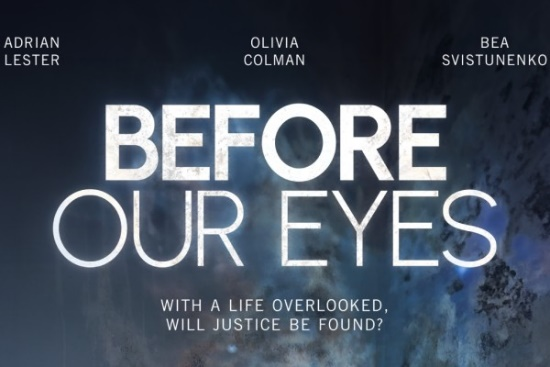 ADRIAN
LESTER
OLIVIA
COLMAN
BEA
SVISTUNENKO
BEFORE
OUR EYES
WITH A LIFE OVERLOOKED,
WILL JUSTICE BE FOUND?